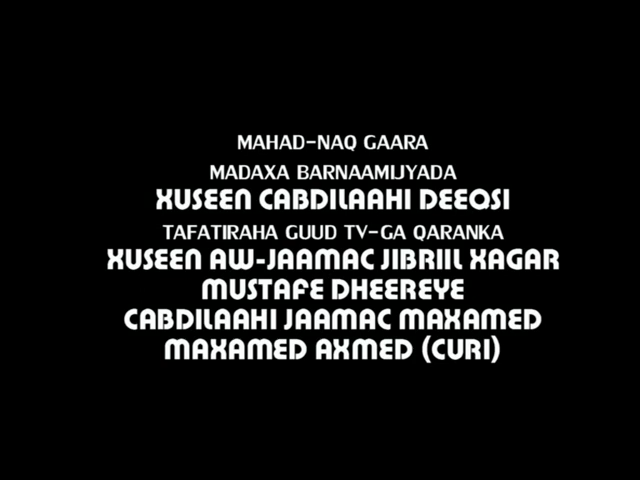 MAHAD-NAQ GAARA
MADAXA BARNAAMIJYADA
XUSEEN CABDILAAHI DEEQSI
TAFATIRAHA GUUD TV-GA QARANKA
XUSEEN AW-JAAMAC JIBRIIL XAGAR
MUSTAFE DHEEREYE
CABDILAAHI JAAMAC MAXAMED
MAXAMED AXMED (CURI)